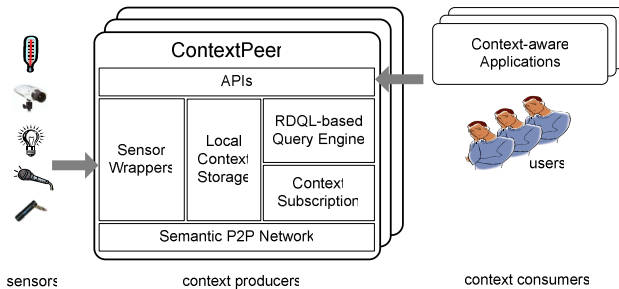 ContextPeer
APIs
Sensor
Wrappers
Local
Context
Storage
RDQL-based
Query Engine
Context
Subscription
Semantic P2P Network
Context-aware
Applications
users
sensors
context producers
context consumers